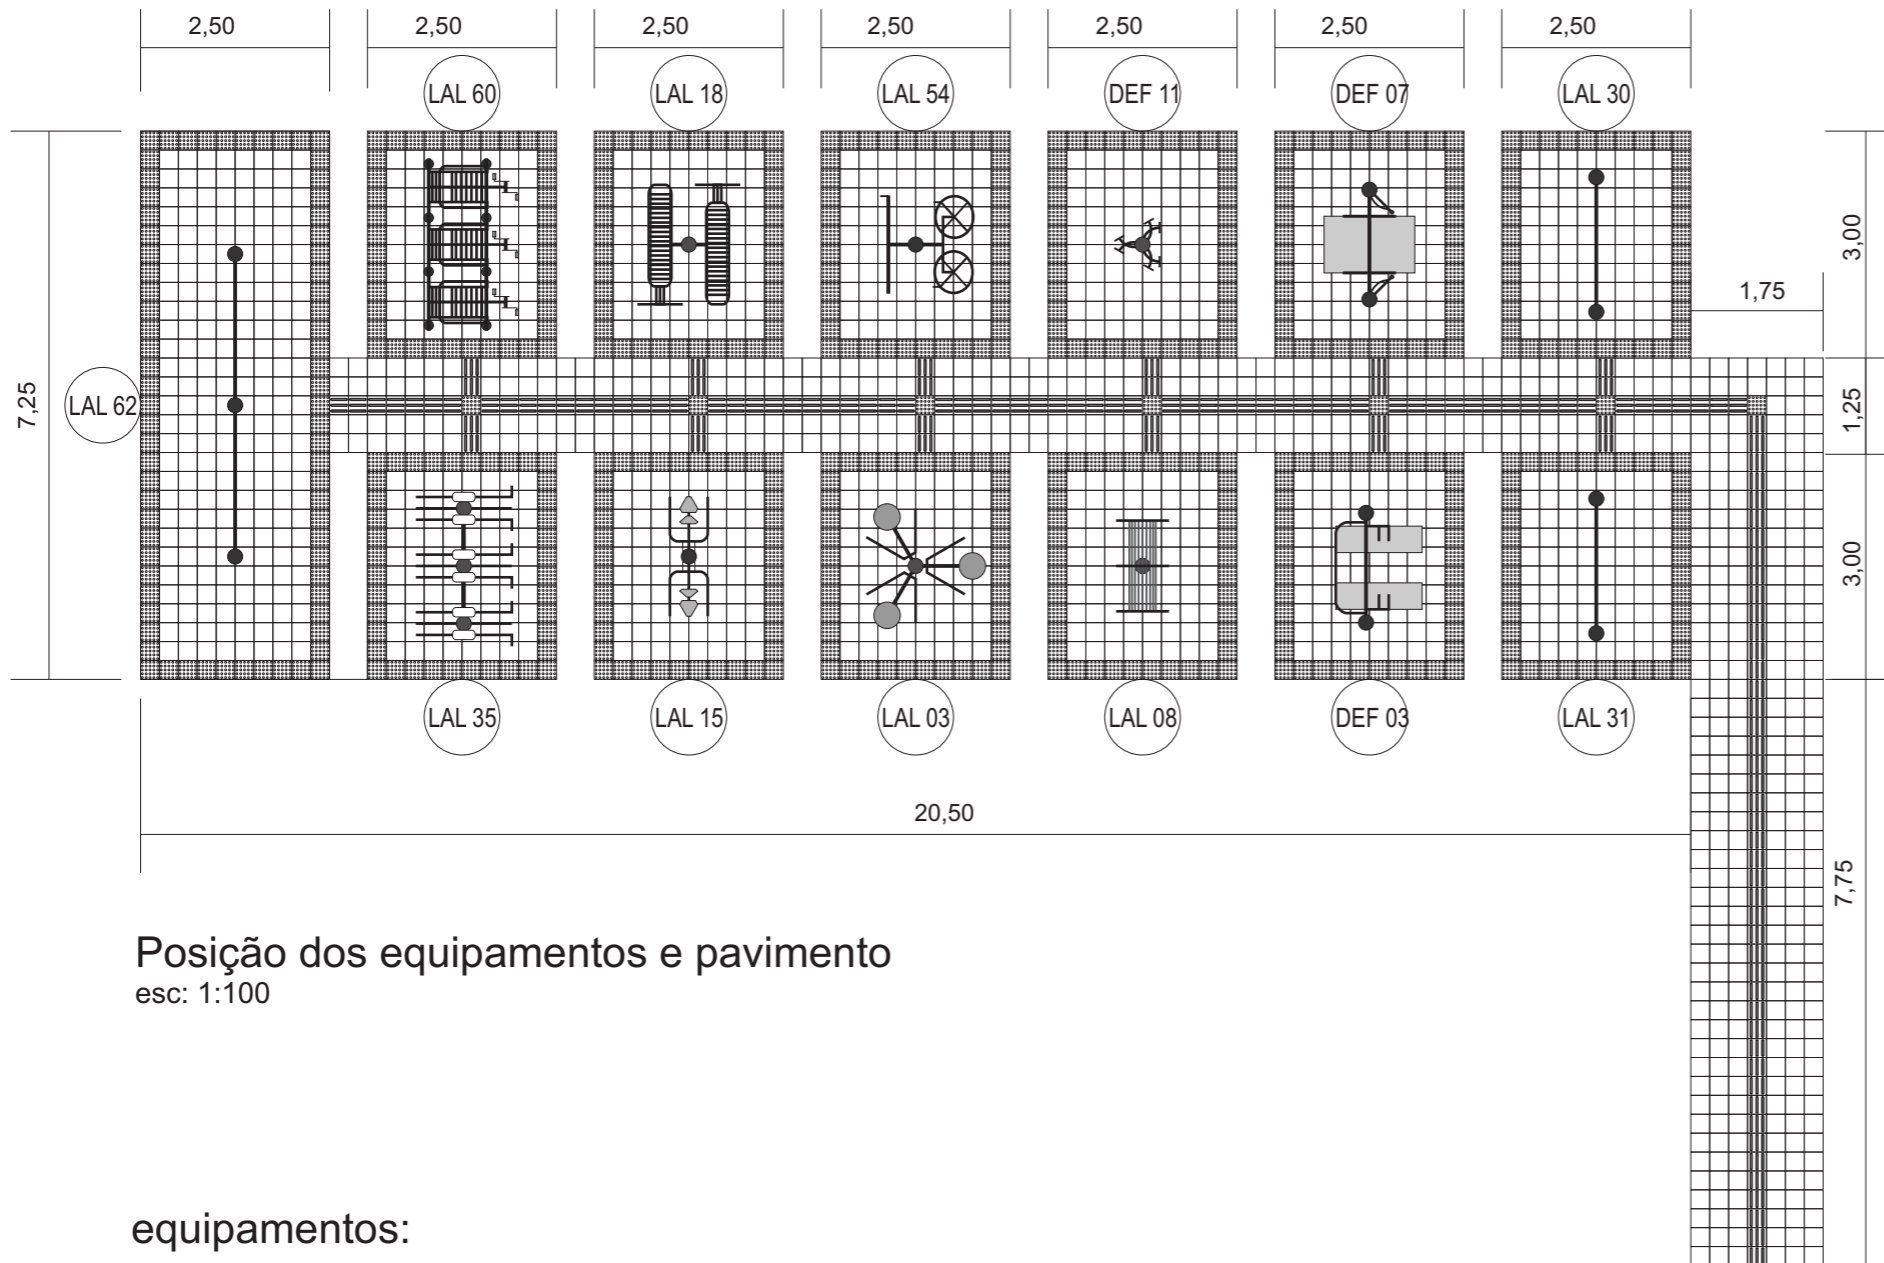 2,50 2,50 2,50 2,50 2,50 2,50 2,50
LAL 60 LAL 18 LAL 54 DEF 11 DEF 07 LAL 30
3,00
1,75
7,25
LAL 62
1,25
3,00
LAL 35 LAL 15 LAL 03 LAL 08 DEF 03 LAL 31
20,50
7,75
Posição dos equipamentos e pavimento
esc: 1:100
equipamentos: